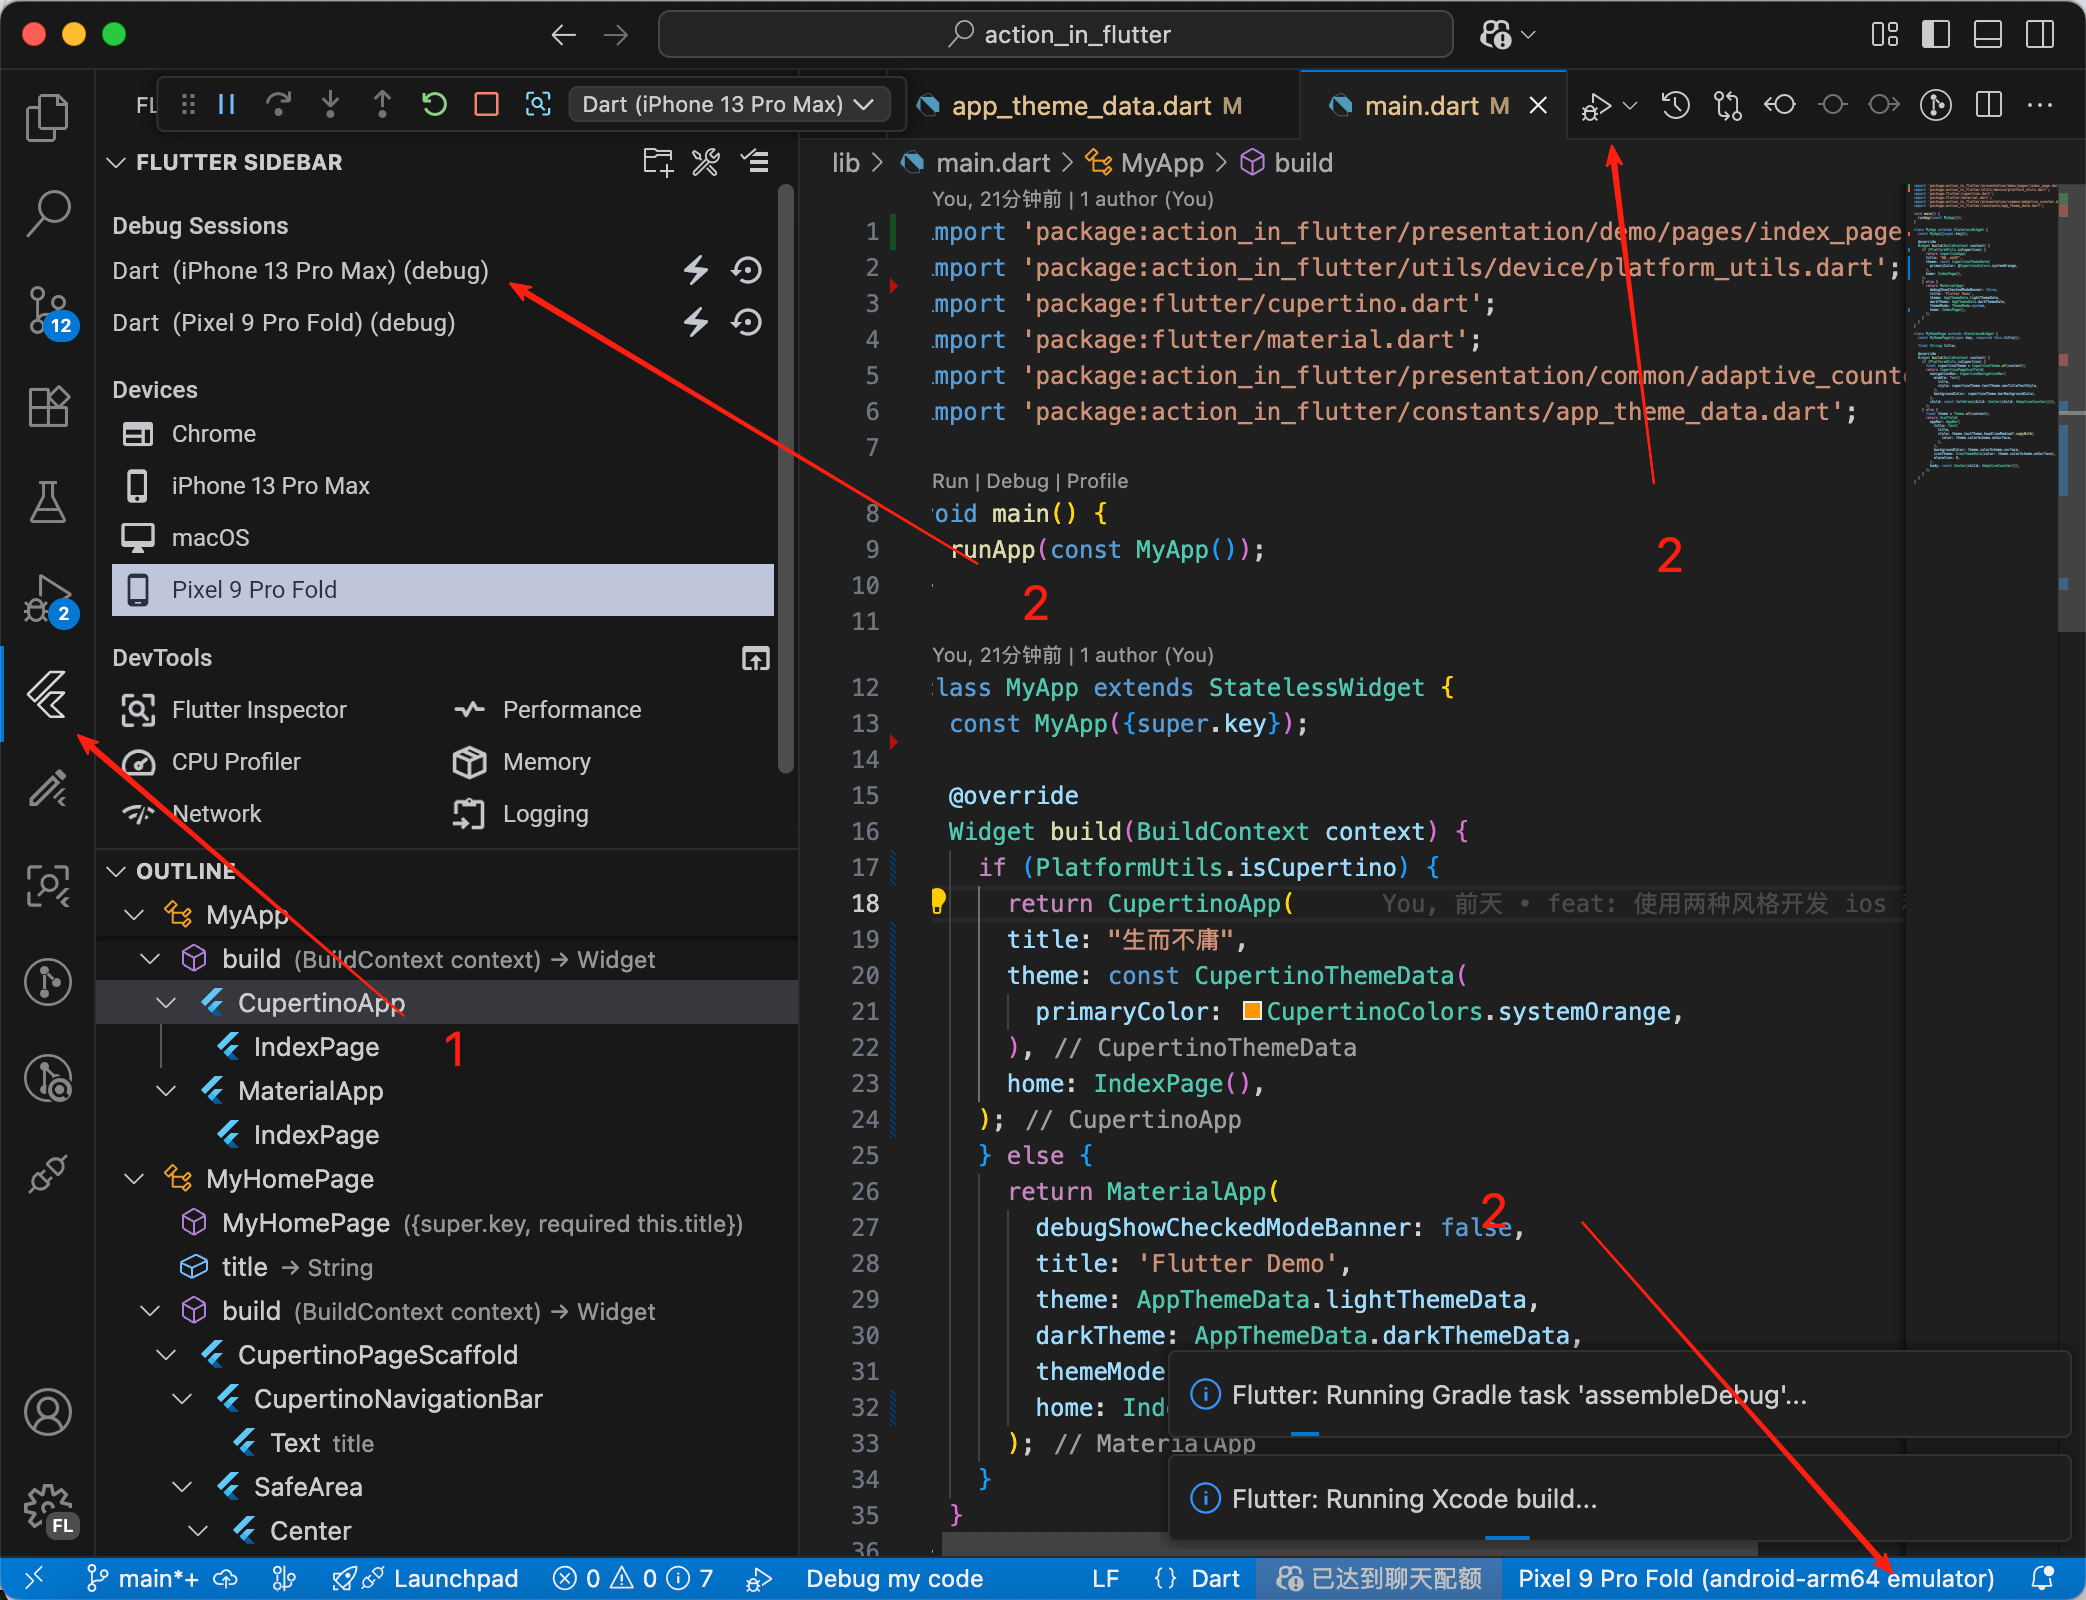 action_in_flutter
FL
Dart (iPhone 13 Pro Max)
app_theme_data.dart M
main.dart M
FLUTTER SIDEBAR
Debug Sessions
Dart (iPhone 13 Pro Max) (debug)
Dart (Pixel 9 Pro Fold) (debug)
12
Devices
Chrome
iPhone 13 Pro Max
macOS
Pixel 9 Pro Fold
2
DevTools
Flutter Inspector
Performance
CPU Profiler
Memory
Network
Logging
OUTLINE
MyApp
build (BuildContext context) → Widget
CupertinoApp
IndexPage
1
MaterialApp
IndexPage
MyHomePage
MyHomePage ({super.key, required this.title})
title → String
build (BuildContext context) → Widget
CupertinoPageScaffold
CupertinoNavigationBar
Text title
SafeArea
Center
FL
lib > main.dart > MyApp > build
You, 21分钟前 | 1 author (You)
1 import 'package:action_in_flutter/presentation/demo/pages/index_page
2 import 'package:action_in_flutter/utils/device/platform_utils.dart';
3 import 'package:flutter/cupertino.dart';
4 import 'package:flutter/material.dart';
5 import 'package:action_in_flutter/presentation/common/adaptive_counte
6 import 'package:action_in_flutter/constants/app_theme_data.dart';
7
Run | Debug | Profile
8 void main() {
9 runApp(const MyApp());
10
11
2
2
You, 21分钟前 | 1 author (You)
12 class MyApp extends StatelessWidget {
13 const MyApp({super.key});
14
15 @override
16 Widget build(BuildContext context) {
17 if (PlatformUtils.isCupertino) {
18 return CupertinoApp( You, 前天 • feat: 使用两种风格开发 ios
19 title: "生而不庸",
20 theme: const CupertinoThemeData(
21 primaryColor: CupertinoColors.systemOrange,
22 ), // CupertinoThemeData
23 home: IndexPage(),
24 ); // CupertinoApp
25 } else {
26 return MaterialApp(
2
27 debugShowCheckedModeBanner: false,
28 title: 'Flutter Demo',
29 theme: AppThemeData.lightThemeData,
30 darkTheme: AppThemeData.darkThemeData,
31 themeMode
32 home: Ind
33 ); // MaterialApp
34 }
35 }
36
Flutter: Running Gradle task 'assembleDebug'...
Flutter: Running Xcode build...
main*+
Launchpad
0
0
7
Debug my code
LF
{} Dart
已达到聊天配额
Pixel 9 Pro Fold (android-arm64 emulator)